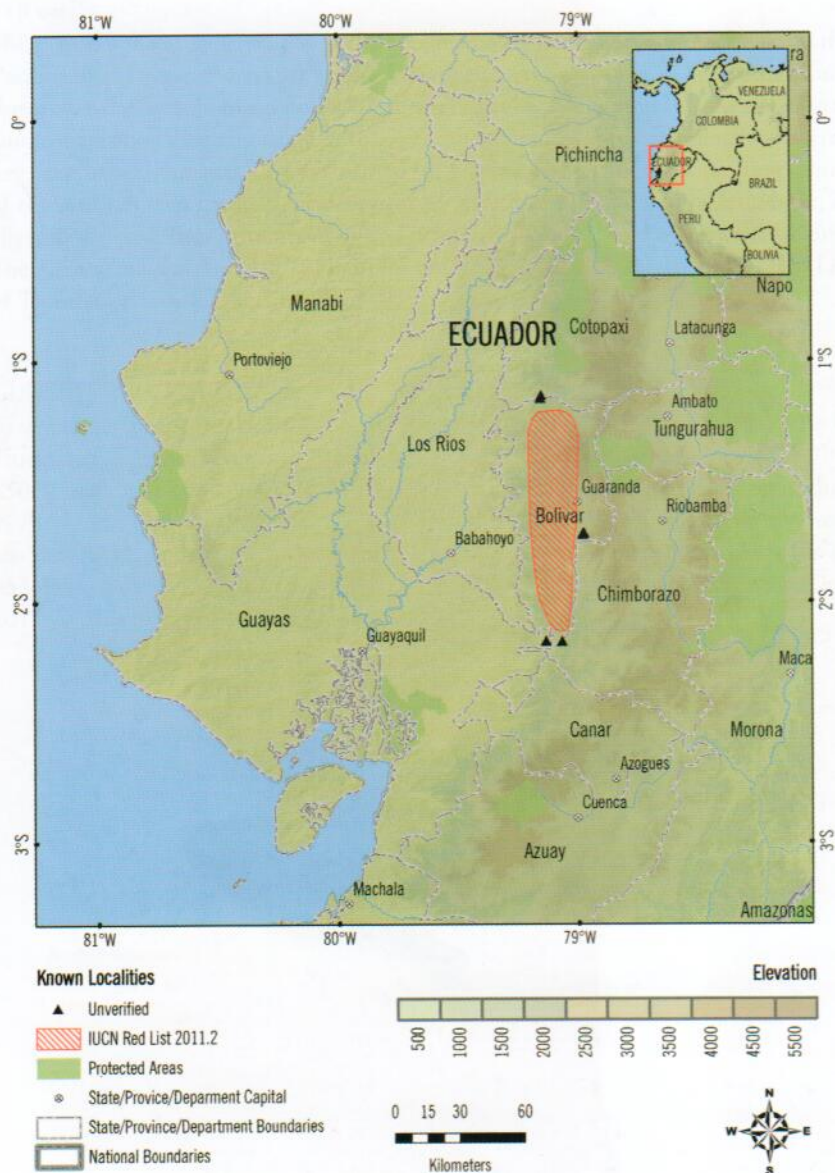 81°W 80°W 79°W
0° 0°
1°S 1°S
2°S 2°S
3°S 3°S
ra
VENEZUELA
COLOMBIA
ECUADOR
BRAZIL
PERU
BOLIVIA
Pichincha
Napo
Manabi
ECUADOR
Cotopaxi
Latacunga
Portoviejo
Ambato
Tungurahua
Los Rios
Guaranda
Bolivar
Riobamba
Babahoyo
Chimborazo
Guayas
Guayaquil
Maca
Canar
Morona
Azogues
Cuenca
Azuay
Machala
Amazonas
81°W 80°W 79°W
Known Localities
Unverified
IUCN Red List 2011.2
Protected Areas
State/Provice/Deparment Capital
State/Province/Department Boundaries
National Boundaries
Elevation
500 1000 1500 2000 2500 3000 3500 4000 4500 5500
0 15 30 60
Kilometers
N
W E
S